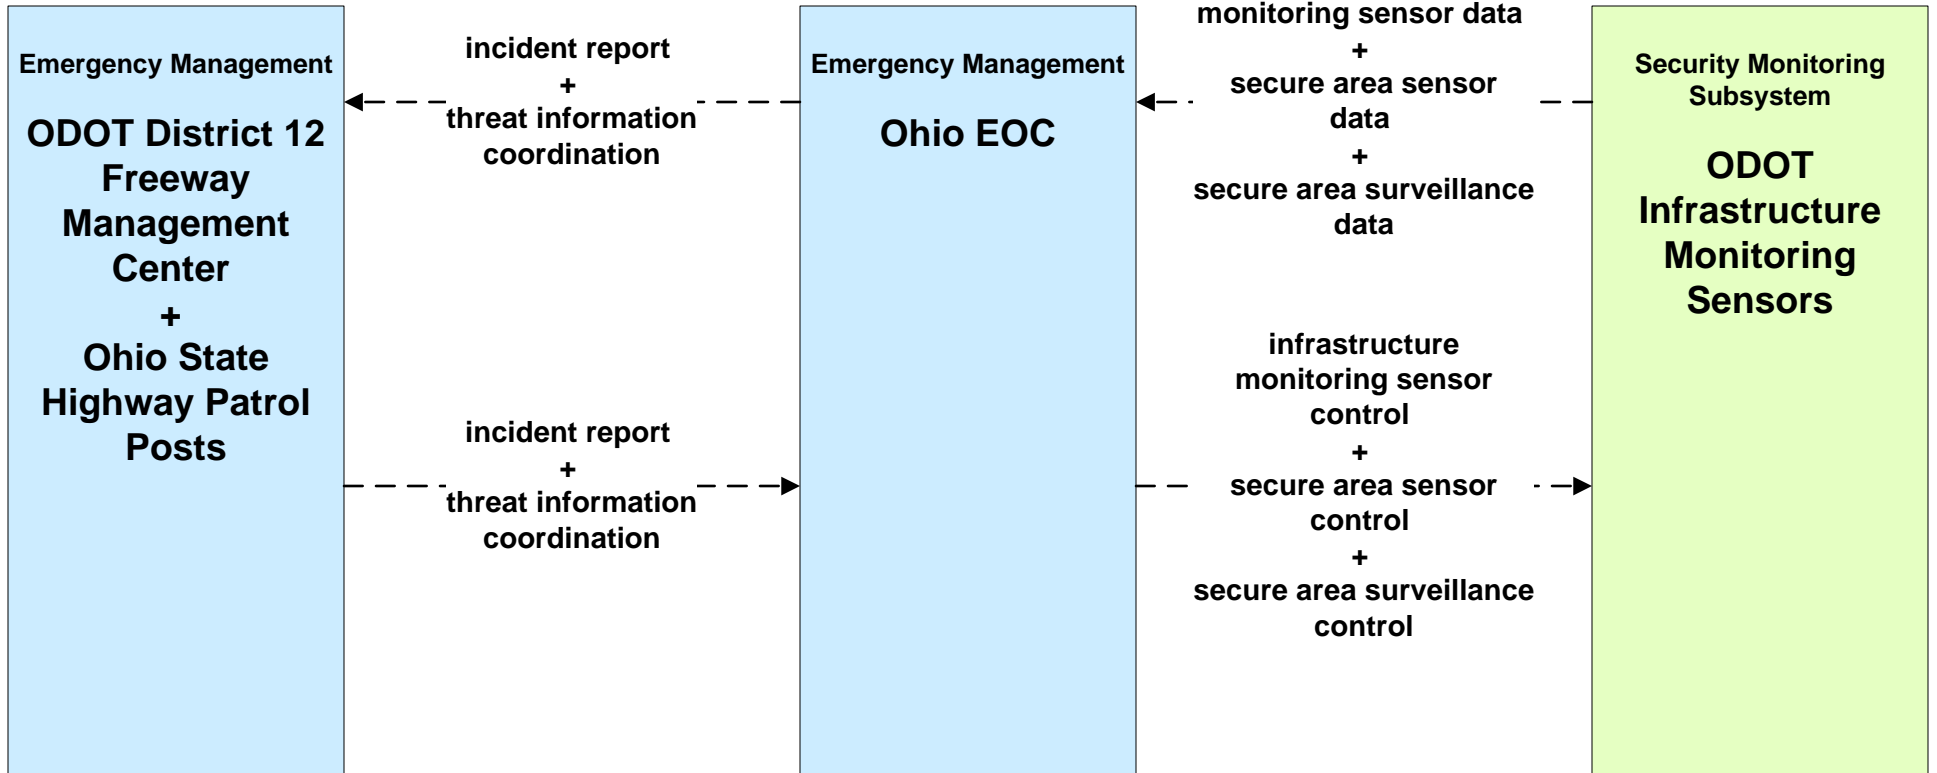 Emergency Management
ODOT District 12
Freeway
Management
Center
+
Ohio State
Highway Patrol
Posts
incident report
+
threat information
coordination
incident report
+
threat information
coordination
Emergency Management
Ohio EOC
monitoring sensor data
+
secure area sensor
data
+
secure area surveillance
data
infrastructure
monitoring sensor
control
+
secure area sensor
control
+
secure area surveillance
control
Security Monitoring
Subsystem
ODOT
Infrastructure
Monitoring
Sensors